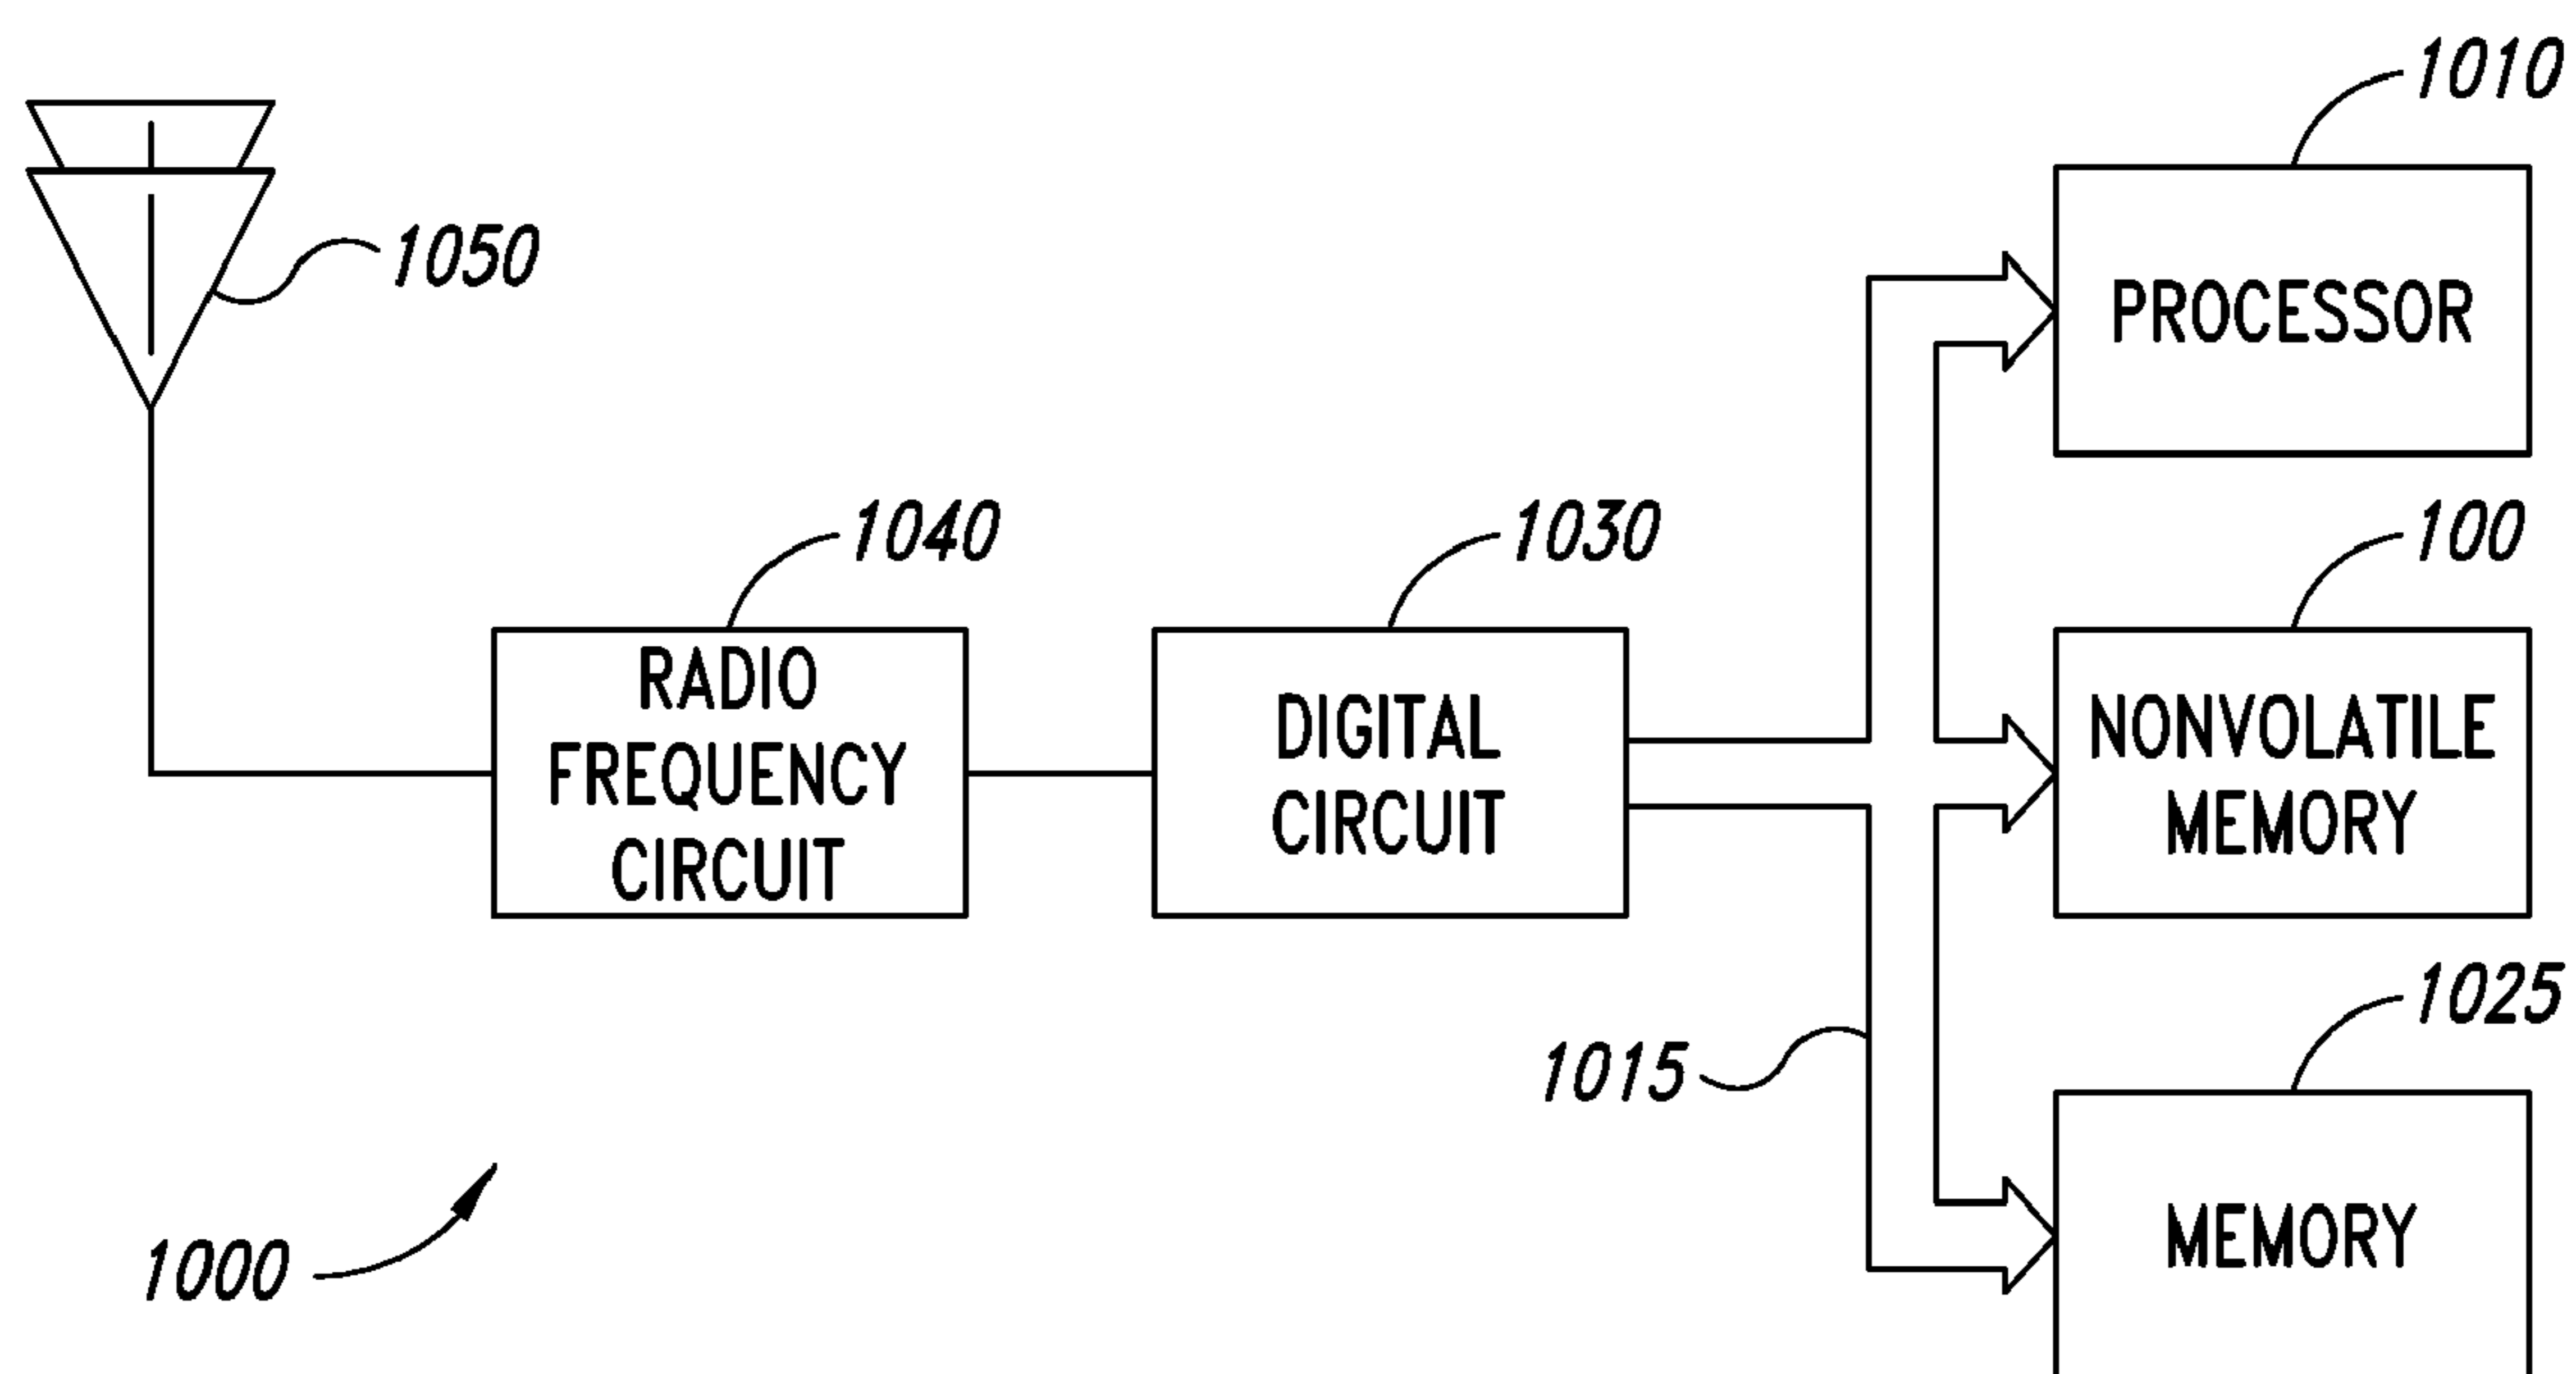 1010
1050
PROCESSOR
1040
1030
100
RADIO
FREQUENCY
CIRCUIT
DIGITAL
CIRCUIT
NONVOLATILE
MEMORY
1025
1015
MEMORY
1000